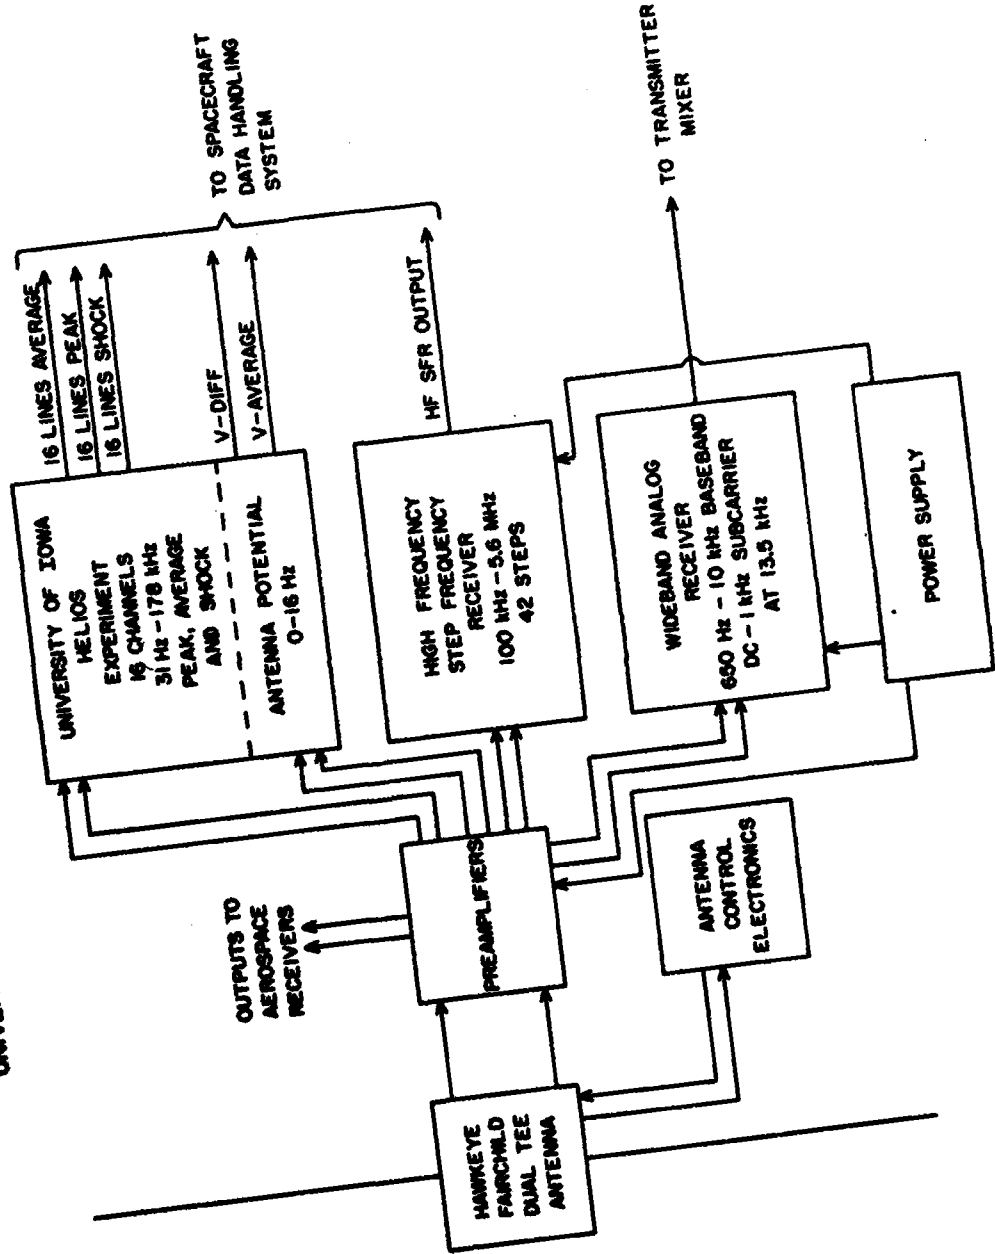 16 LINES AVERAGE
16 LINES PEAK
16 LINES SHOCK
V-DIFF
V-AVERAGE
HF SFR OUTPUT
TO SPACECRAFT
DATA HANDLING
SYSTEM
TO TRANSMITTER
MIXER
UNIVERSITY OF IOWA
HELIOS
EXPERIMENT
16 CHANNELS
31 Hz-178 kHz
PEAK, AVERAGE
AND SHOCK
ANTENNA POTENTIAL
0-16 Hz
HIGH FREQUENCY
STEP FREQUENCY
RECEIVER
100 kHz-5.6 MHz
42 STEPS
WIDEBAND ANALOG
RECEIVER
650 Hz-10 kHz BASEBAND
DC-1 kHz SUBCARRIER
AT 13.5 kHz
POWER SUPPLY
OUTPUTS TO
AEROSPACE
RECEIVERS
PREAMPLIFIERS
ANTENNA
CONTROL
ELECTRONICS
HAWKEYE
FAIRCHILD
DUAL TEE
ANTENNA